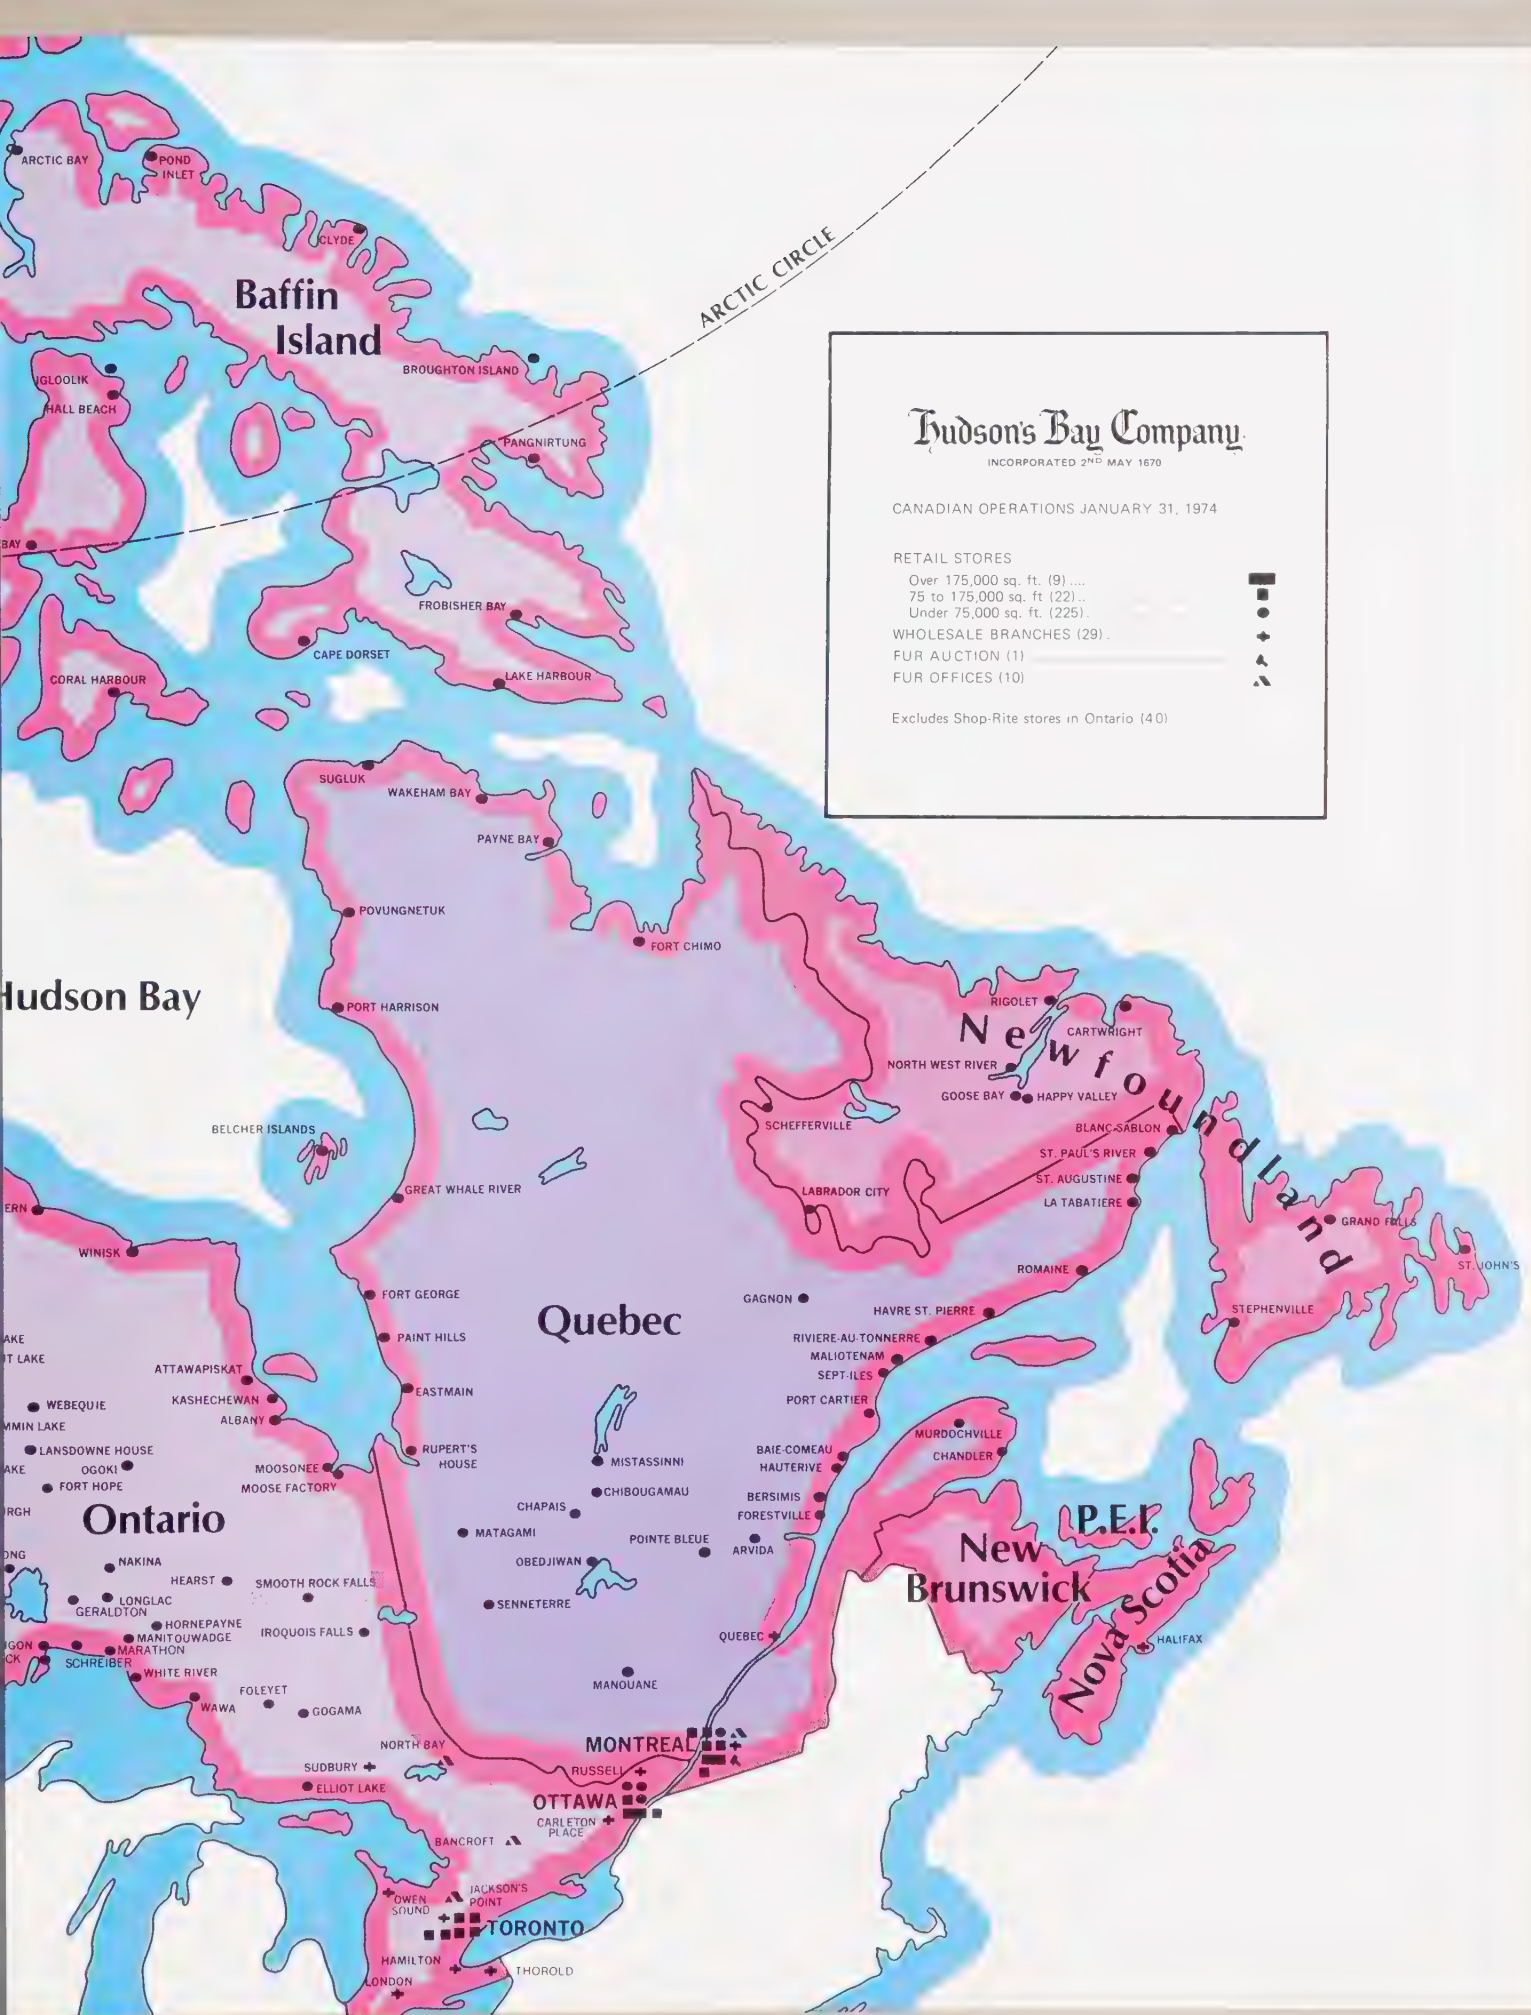 ARCTIC BAY
POND
INLET
CLYDE
Baffin
Island
ARCTIC CIRCLE
BROUGHTON ISLAND
IGLOOLIK
HALL BEACH
PANGNIRTUNG
BAY
FROBISHER BAY
CAPE DORSET
LAKE HARBOUR
CORAL HARBOUR
Hudson's Bay Company
INCORPORATED 2ND MAY 1670
CANADIAN OPERATIONS JANUARY 31, 1974
RETAIL STORES
Over 175,000 sq. ft. (9) ....
75 to 175,000 sq. ft (22)..
Under 75,000 sq. ft. (225).
WHOLESALE BRANCHES (29).
FUR AUCTION (1)
FUR OFFICES (10)
Excludes Shop-Rite stores in Ontario (40)
SUGLUK
WAKEHAM BAY
PAYNE BAY
POVUNGNETUK
FORT CHIMO
Hudson Bay
PORT HARRISON
RIGOLET
CARTWRIGHT
Newfoundland
NORTH WEST RIVER
GOOSE BAY
HAPPY VALLEY
SCHEFFERVILLE
BELCHER ISLANDS
BLANC-SABLON
ST. PAUL'S RIVER
ST. AUGUSTINE
LA TABATIERE
GREAT WHALE RIVER
LABRADOR CITY
ERN
WINISK
GRAND FALLS
ST. JOHN'S
ROMAINE
FORT GEORGE
GAGNON
HAVRE ST. PIERRE
STEPHENVILLE
Quebec
PAINT HILLS
RIVIERE-AU-TONNERRE
MALIOTENAM
SEPT-ILES
PORT CARTIER
AKE
T LAKE
ATTAWAPISKAT
KASHECHEWAN
ALBANY
EASTMAIN
WEBEQUIE
MMIN LAKE
LANSDOWNE HOUSE
AKE
OGOKI
FORT HOPE
MOOSONEE
MOOSE FACTORY
RUPERT'S
HOUSE
MISTASSINNI
MURDOCHVILLE
CHANDLER
BAIE-COMEAU
HAUTERIVE
BERSIMIS
FORESTVILLE
CHIBOUGAMAU
CHAPAIS
RGH
Ontario
MATAGAMI
POINTE BLEUE
ARVIDA
OBEDJIWAN
P.E.I.
New
Brunswick
Nova Scotia
ONG
NAKINA
HEARST
SMOOTH ROCK FALLS
LONGLAC
GERALDTON
SENNETERRE
HORNEPAYNE
MANITOUWADGE
IROQUOIS FALLS
QUEBEC
HALIFAX
IGON
CK
MARATHON
SCHREIBER
WHITE RIVER
MANOUANE
FOLEYET
WAWA
GOGAMA
MONTREAL
NORTH BAY
SUDBURY
RUSSELL
ELLIOT LAKE
OTTAWA
CARLETON
PLACE
BANCROFT
JACKSON'S
POINT
OWEN
SOUND
TORONTO
HAMILTON
THOROLD
LONDON